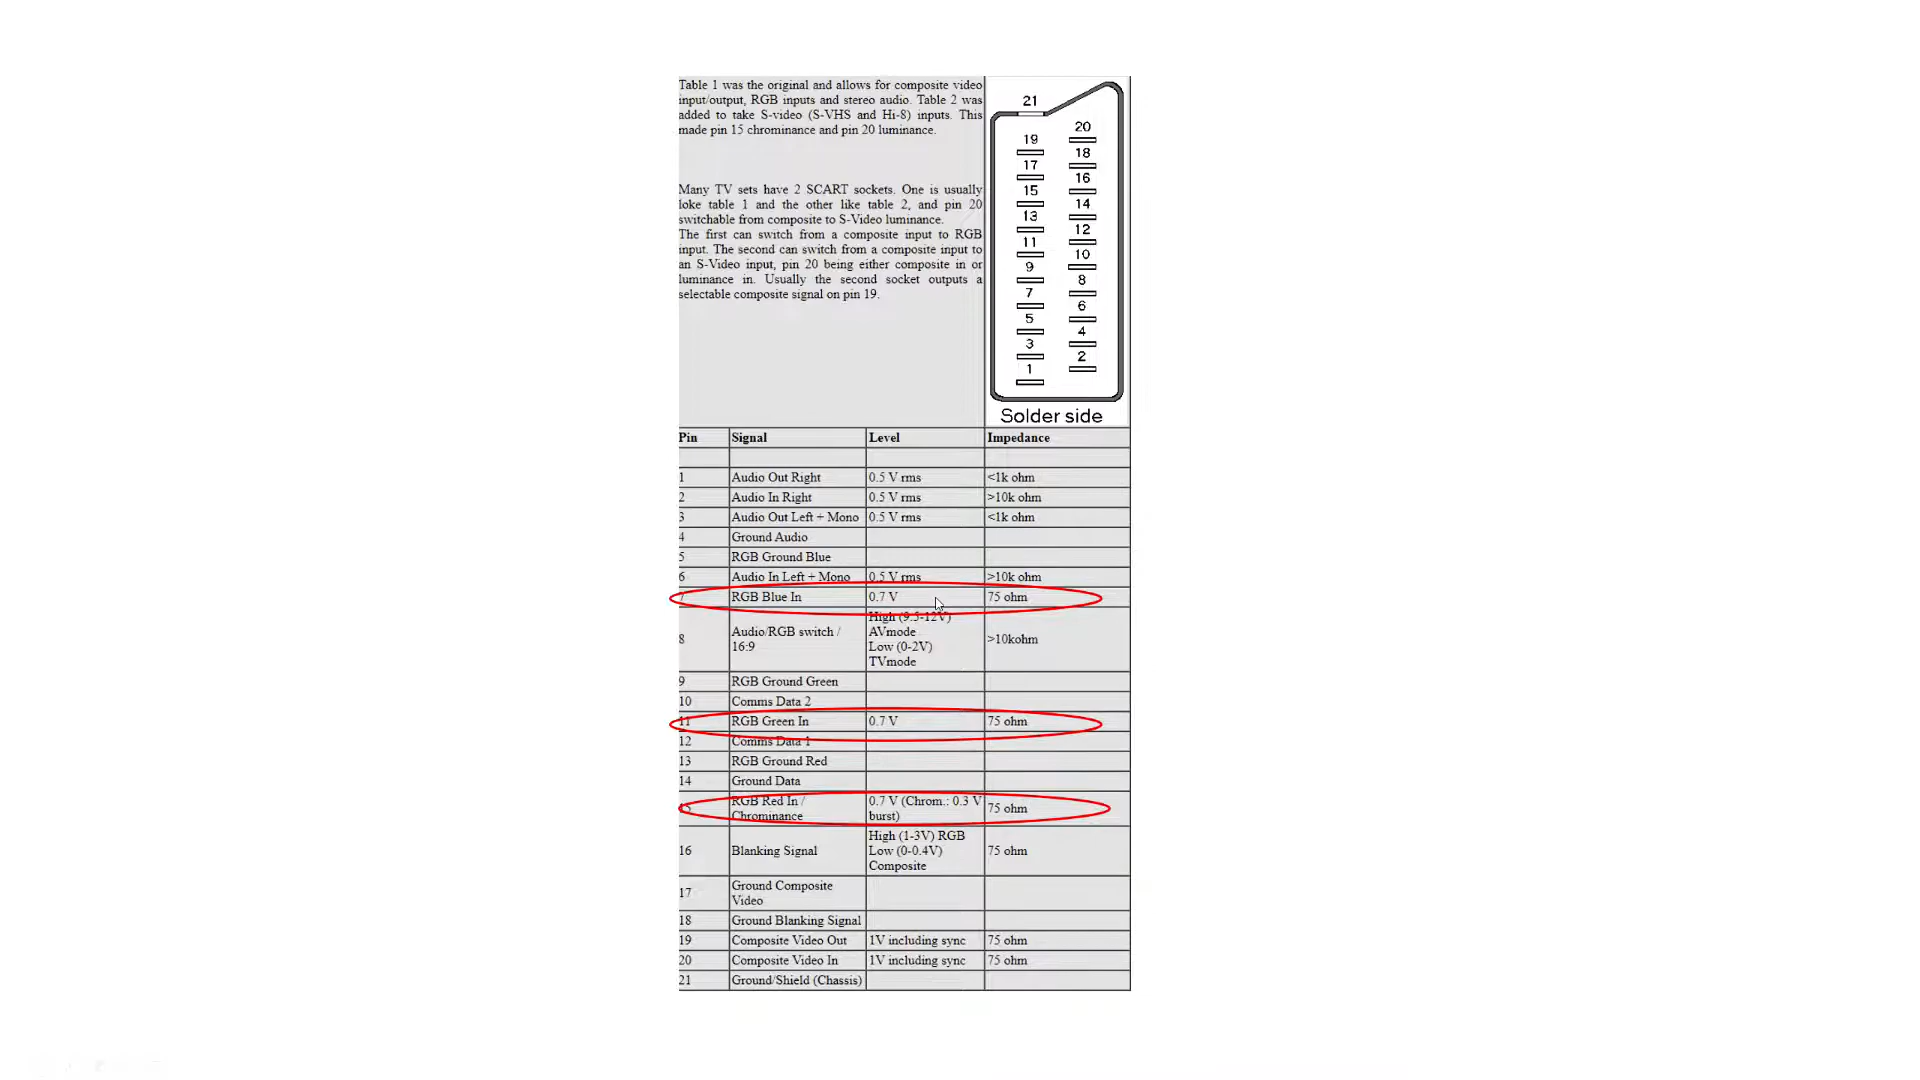 Table 1 was the original and allows for composite video
input/output, RGB inputs and stereo audio. Table 2 was
added to take S-video (S-VHS and Hi-8) inputs. This
made pin 15 chrominance and pin 20 luminance.
Many TV sets have 2 SCART sockets. One is usually
loke table 1 and the other like table 2, and pin 20
switchable from composite to S-Video luminance.
The first can switch from a composite input to RGB
input. The second can switch from a composite input to
an S-Video input, pin 20 being either composite in or
luminance in. Usually the second socket outputs a
selectable composite signal on pin 19.
21
20
19
18
17
16
15
14
13
12
11
10
9
8
7
6
5
4
3
2
1
Solder side
Pin Signal Level Impedance
1 Audio Out Right 0.5 V rms <1k ohm
2 Audio In Right 0.5 V rms >10k ohm
3 Audio Out Left + Mono 0.5 V rms <1k ohm
4 Ground Audio
5 RGB Ground Blue
6 Audio In Left + Mono 0.5 V rms >10k ohm
7 RGB Blue In 0.7 V 75 ohm
8 Audio/RGB switch /
16:9
High (9.5-12V)
AVmode
Low (0-2V)
TVmode
>10kohm
9 RGB Ground Green
10 Comms Data 2
11 RGB Green In 0.7 V 75 ohm
12 Comms Data 1
13 RGB Ground Red
14 Ground Data
15 RGB Red In /
Chrominance
0.7 V (Chrom.: 0.3 V
burst)
75 ohm
16 Blanking Signal
High (1-3V) RGB
Low (0-0.4V)
Composite
75 ohm
17 Ground Composite
Video
18 Ground Blanking Signal
19 Composite Video Out 1V including sync 75 ohm
20 Composite Video In 1V including sync 75 ohm
21 Ground/Shield (Chassis)